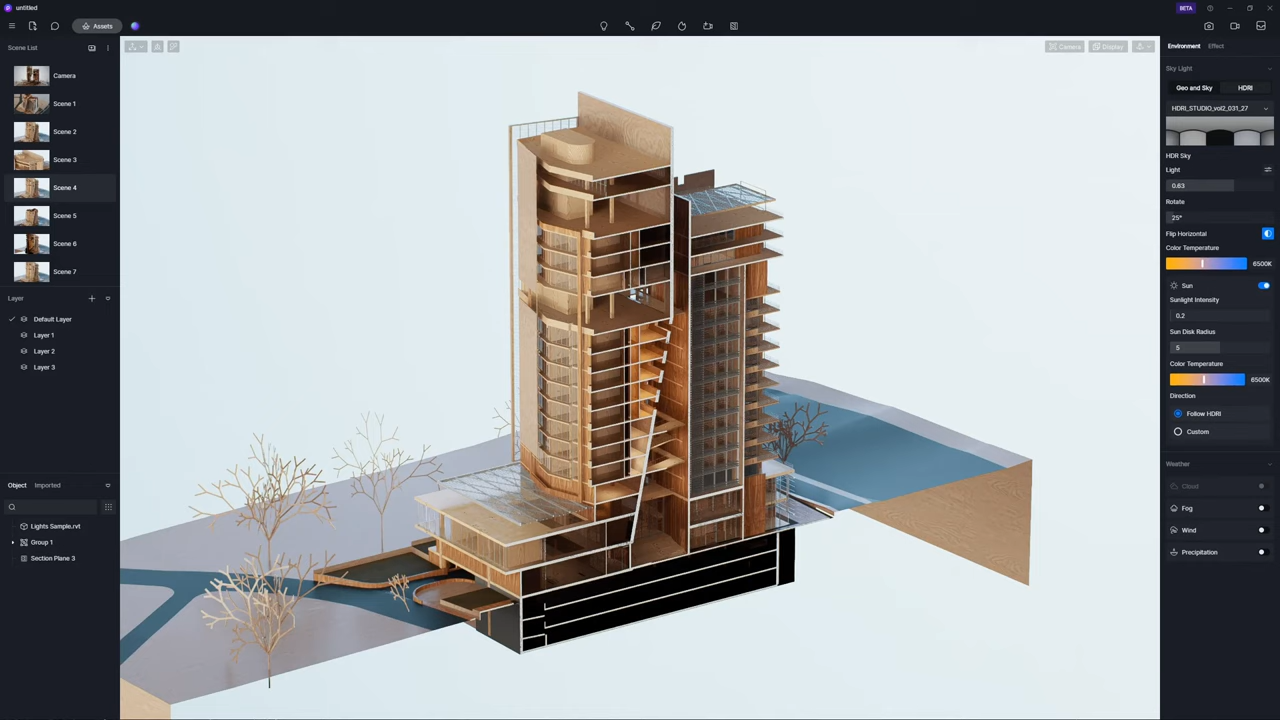 untitled
BETA
Assets
Scene List
Camera
Scene 1
Scene 2
Scene 3
Scene 4
Scene 5
Scene 6
Scene 7
Layer
Default Layer
Layer 1
Layer 2
Layer 3
Object Imported
Lights Sample.rvt
Group 1
Section Plane 3
Camera
Display
Environment Effect
Sky Light
Geo and Sky HDRI
HDRI_STUDIO_vol2_031_27
HDR Sky
Light
0.63
Rotate
25°
Flip Horizontal
Color Temperature
6500K
Sun
Sunlight Intensity
0.2
Sun Disk Radius
5
Color Temperature
6500K
Direction
Follow HDRI
Custom
Weather
Cloud
Fog
Wind
Precipitation